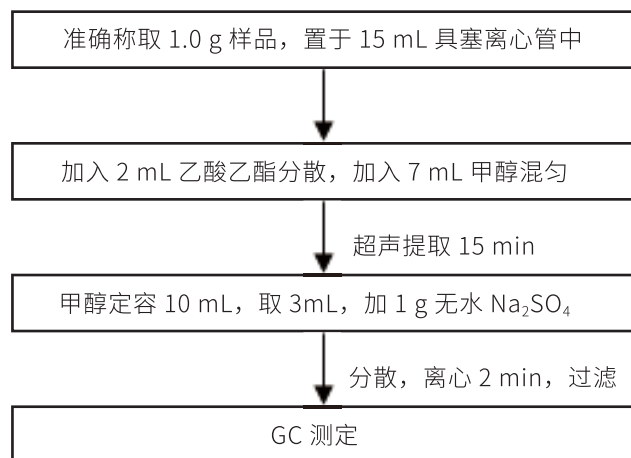 准确称取 1.0 g 样品，置于 15 mL 具塞离心管中
加入 2 mL 乙酸乙酯分散，加入 7 mL 甲醇混匀
超声提取 15 min
甲醇定容 10 mL，取 3mL，加 1 g 无水 Na₂SO₄
分散，离心 2 min，过滤
GC 测定